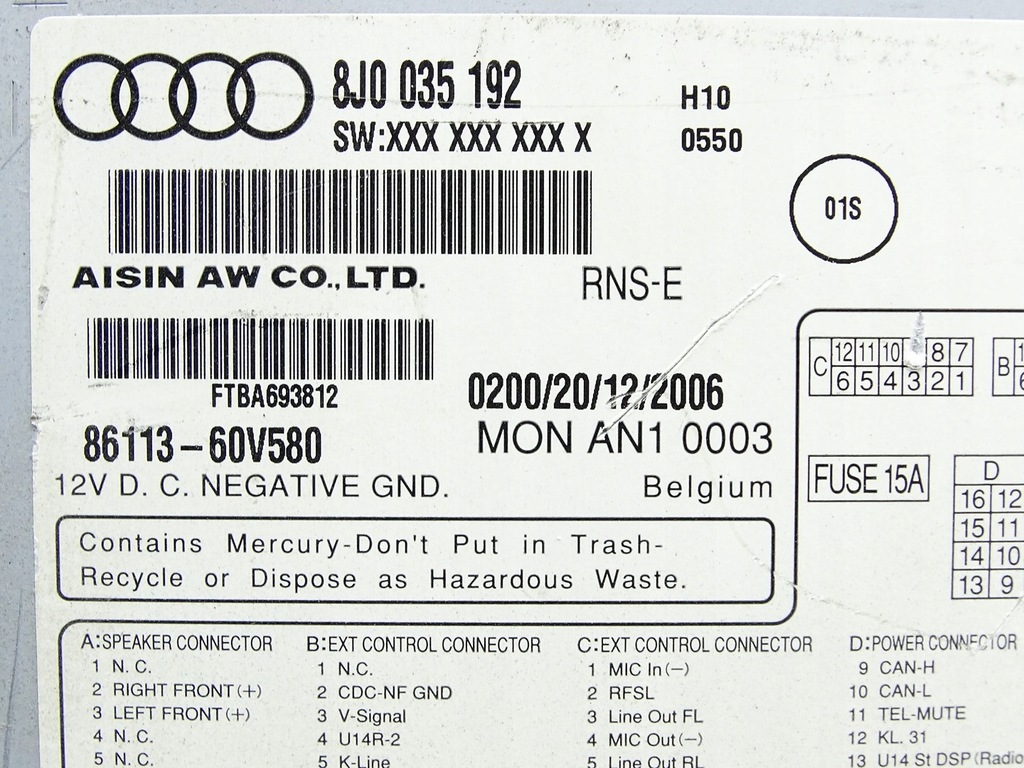 8J0 035 192
SW:XXX XXX XXX X
H10
0550
01S
AISIN AW CO., LTD.
RNS-E
FTBA693812
0200/20/12/2006
86113-60V580
MON AN1 0003
12V D. C. NEGATIVE GND.
Belgium
Contains Mercury-Don't Put in Trash-
Recycle or Dispose as Hazardous Waste.
C 12 11 10 8 7
6 5 4 3 2 1
B
FUSE 15A
D
16 12
15 11
14 10
13 9
A:SPEAKER CONNECTOR
1 N. C.
2 RIGHT FRONT(+)
3 LEFT FRONT(+)
4 N. C.
5 N. C.
B:EXT CONTROL CONNECTOR
1 N.C.
2 CDC-NF GND
3 V-Signal
4 U14R-2
5 K-Line
C:EXT CONTROL CONNECTOR
1 MIC In(-)
2 RFSL
3 Line Out FL
4 MIC Out(-)
5 Line Out RL
D:POWER CONNECTOR
9 CAN-H
10 CAN-L
11 TEL-MUTE
12 KL. 31
13 U14 St DSP(Radio